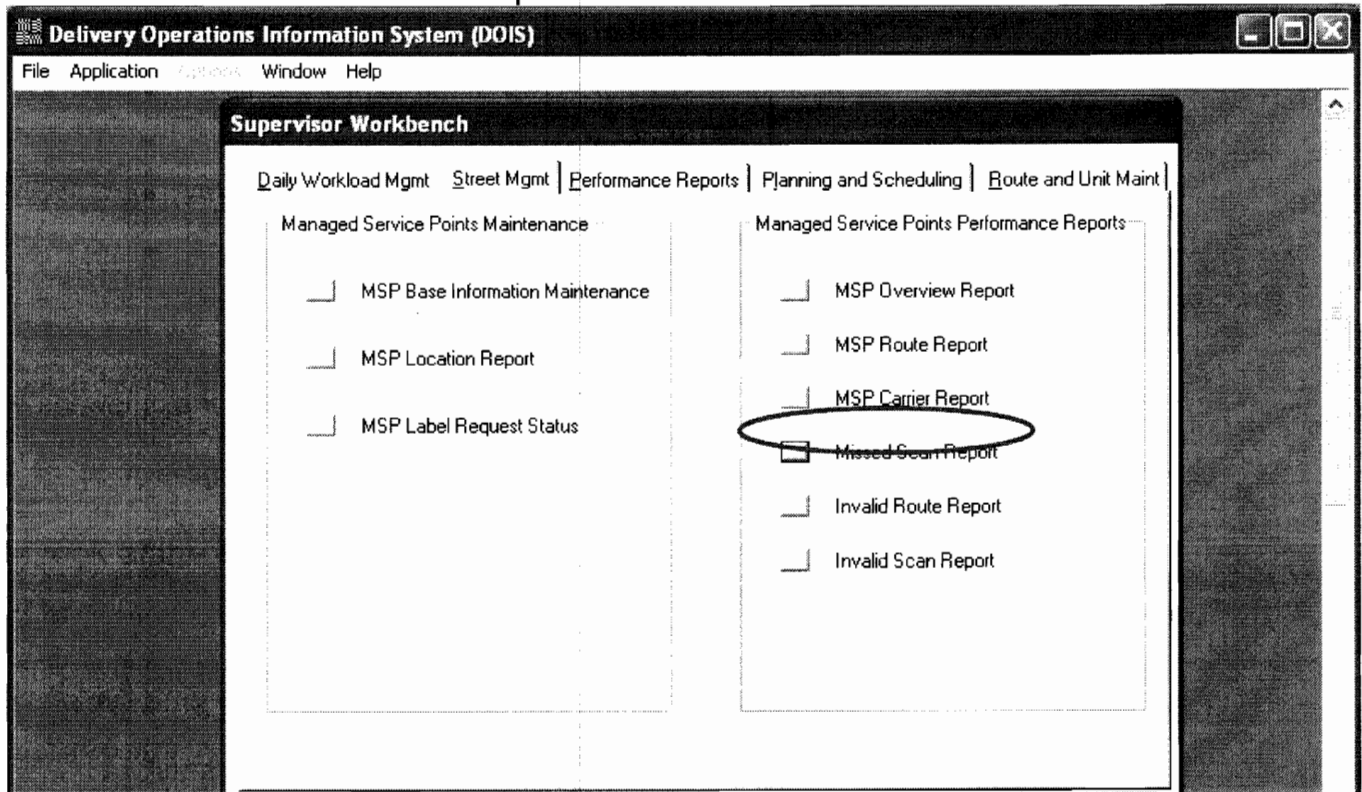 Delivery Operations Information System (DOIS)
File Application Options Window Help
Supervisor Workbench
Daily Workload Mgmt Street Mgmt Performance Reports Planning and Scheduling Route and Unit Maint
Managed Service Points Maintenance
MSP Base Information Maintenance
MSP Location Report
MSP Label Request Status
Managed Service Points Performance Reports
MSP Overview Report
MSP Route Report
MSP Carrier Report
Missed Scan Report
Invalid Route Report
Invalid Scan Report